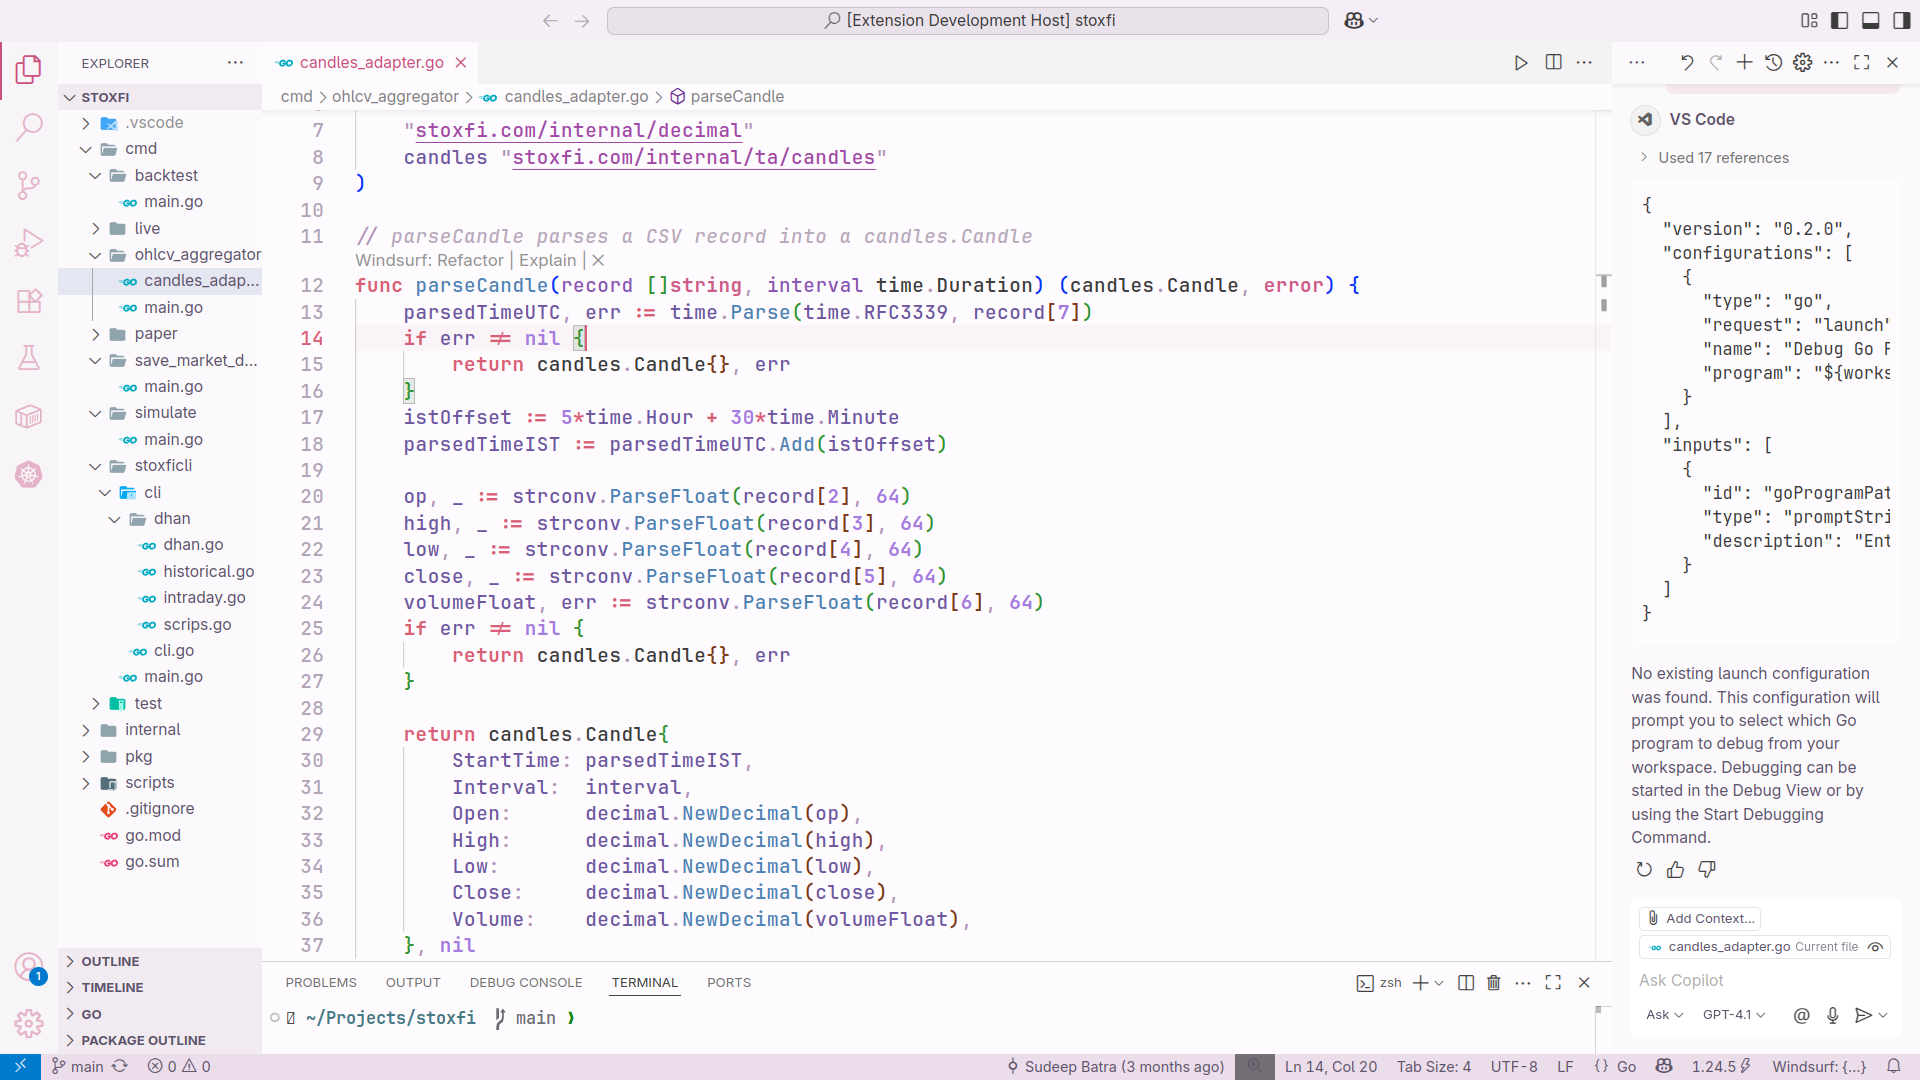 [Extension Development Host] stoxfi
EXPLORER
STOXFI
.vscode
cmd
backtest
main.go
live
ohlcv_aggregator
candles_adap...
main.go
paper
save_market_d...
main.go
simulate
main.go
stoxficli
cli
dhan
dhan.go
historical.go
intraday.go
scrips.go
cli.go
main.go
test
internal
pkg
scripts
.gitignore
go.mod
go.sum
OUTLINE
TIMELINE
GO
PACKAGE OUTLINE
1
candles_adapter.go
cmd > ohlcv_aggregator > candles_adapter.go > parseCandle
7 "stoxfi.com/internal/decimal"
8 candles "stoxfi.com/internal/ta/candles"
9 )
10
11 // parseCandle parses a CSV record into a candles.Candle
Windsurf: Refactor | Explain | ×
12 func parseCandle(record []string, interval time.Duration) (candles.Candle, error) {
13 parsedTimeUTC, err := time.Parse(time.RFC3339, record[7])
14 if err != nil {
15 return candles.Candle{}, err
16 }
17 istOffset := 5*time.Hour + 30*time.Minute
18 parsedTimeIST := parsedTimeUTC.Add(istOffset)
19
20 op, _ := strconv.ParseFloat(record[2], 64)
21 high, _ := strconv.ParseFloat(record[3], 64)
22 low, _ := strconv.ParseFloat(record[4], 64)
23 close, _ := strconv.ParseFloat(record[5], 64)
24 volumeFloat, err := strconv.ParseFloat(record[6], 64)
25 if err != nil {
26 return candles.Candle{}, err
27 }
28
29 return candles.Candle{
30 StartTime: parsedTimeIST,
31 Interval: interval,
32 Open: decimal.NewDecimal(op),
33 High: decimal.NewDecimal(high),
34 Low: decimal.NewDecimal(low),
35 Close: decimal.NewDecimal(close),
36 Volume: decimal.NewDecimal(volumeFloat),
37 }, nil
PROBLEMS OUTPUT DEBUG CONSOLE TERMINAL PORTS
zsh
~/Projects/stoxfi main ❯
VS Code
Used 17 references
{
"version": "0.2.0",
"configurations": [
{
"type": "go",
"request": "launch"
"name": "Debug Go
"program": "${works
}
],
"inputs": [
{
"id": "goProgramPat
"type": "promptStri
"description": "Ent
}
]
}
No existing launch configuration
was found. This configuration will
prompt you to select which Go
program to debug from your
workspace. Debugging can be
started in the Debug View or by
using the Start Debugging
Command.
Add Context...
candles_adapter.go Current file
Ask Copilot
Ask GPT-4.1
main 0 0
Sudeep Batra (3 months ago) Ln 14, Col 20 Tab Size: 4 UTF-8 LF {} Go 1.24.5 Windsurf: {...}